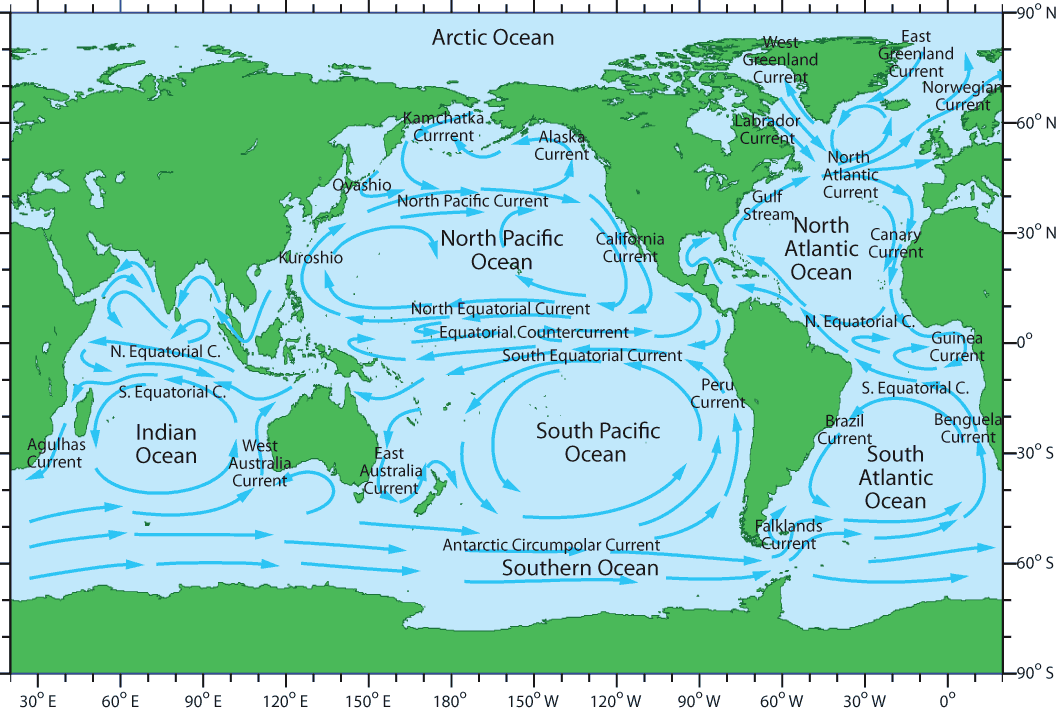 Arctic Ocean
West
Greenland
Current
East
Greenland
Current
Norwegian
Current
Labrador
Current
Kamchatka
Currrent
Alaska
Current
Oyashio
North Pacific Current
North
Atlantic
Current
Gulf
Stream
North
Atlantic
Ocean
Canary
Current
Kuroshio
North Pacific
Ocean
California
Current
North Equatorial Current
Equatorial.Countercurrent
South Equatorial Current
N. Equatorial C.
Guinea
Current
N. Equatorial C.
S. Equatorial C.
S. Equatorial C.
Peru
Current
Brazil
Current
Benguela
Current
Agulhas
Current
Indian
Ocean
West
Australia
Current
East
Australia
Current
South Pacific
Ocean
South
Atlantic
Ocean
Falklands
Current
Antarctic Circumpolar Current
Southern Ocean
90° N
60° N
30° N
0°
30° S
60° S
90° S
30° E
60° E
90° E
120° E
150° E
180°
150° W
120° W
90° W
60° W
30° W
0°